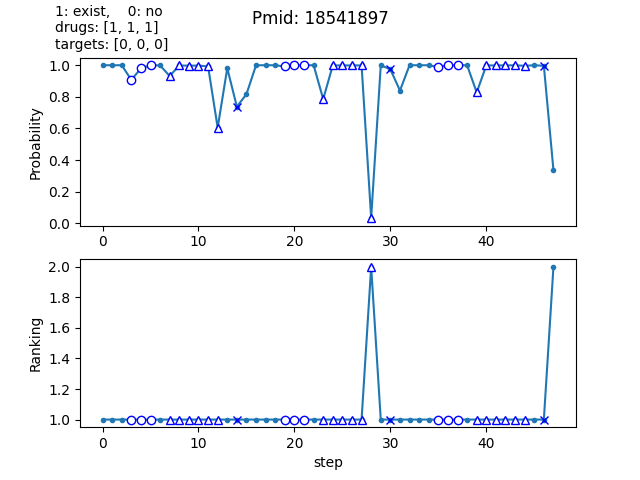 1: exist,    0: no
drugs: [1, 1, 1]
targets: [0, 0, 0]
Pmid: 18541897
Probability
1.0
0.8
0.6
0.4
0.2
0.0
0 10 20 30 40
Ranking
2.0
1.8
1.6
1.4
1.2
1.0
0 10 20 30 40
step